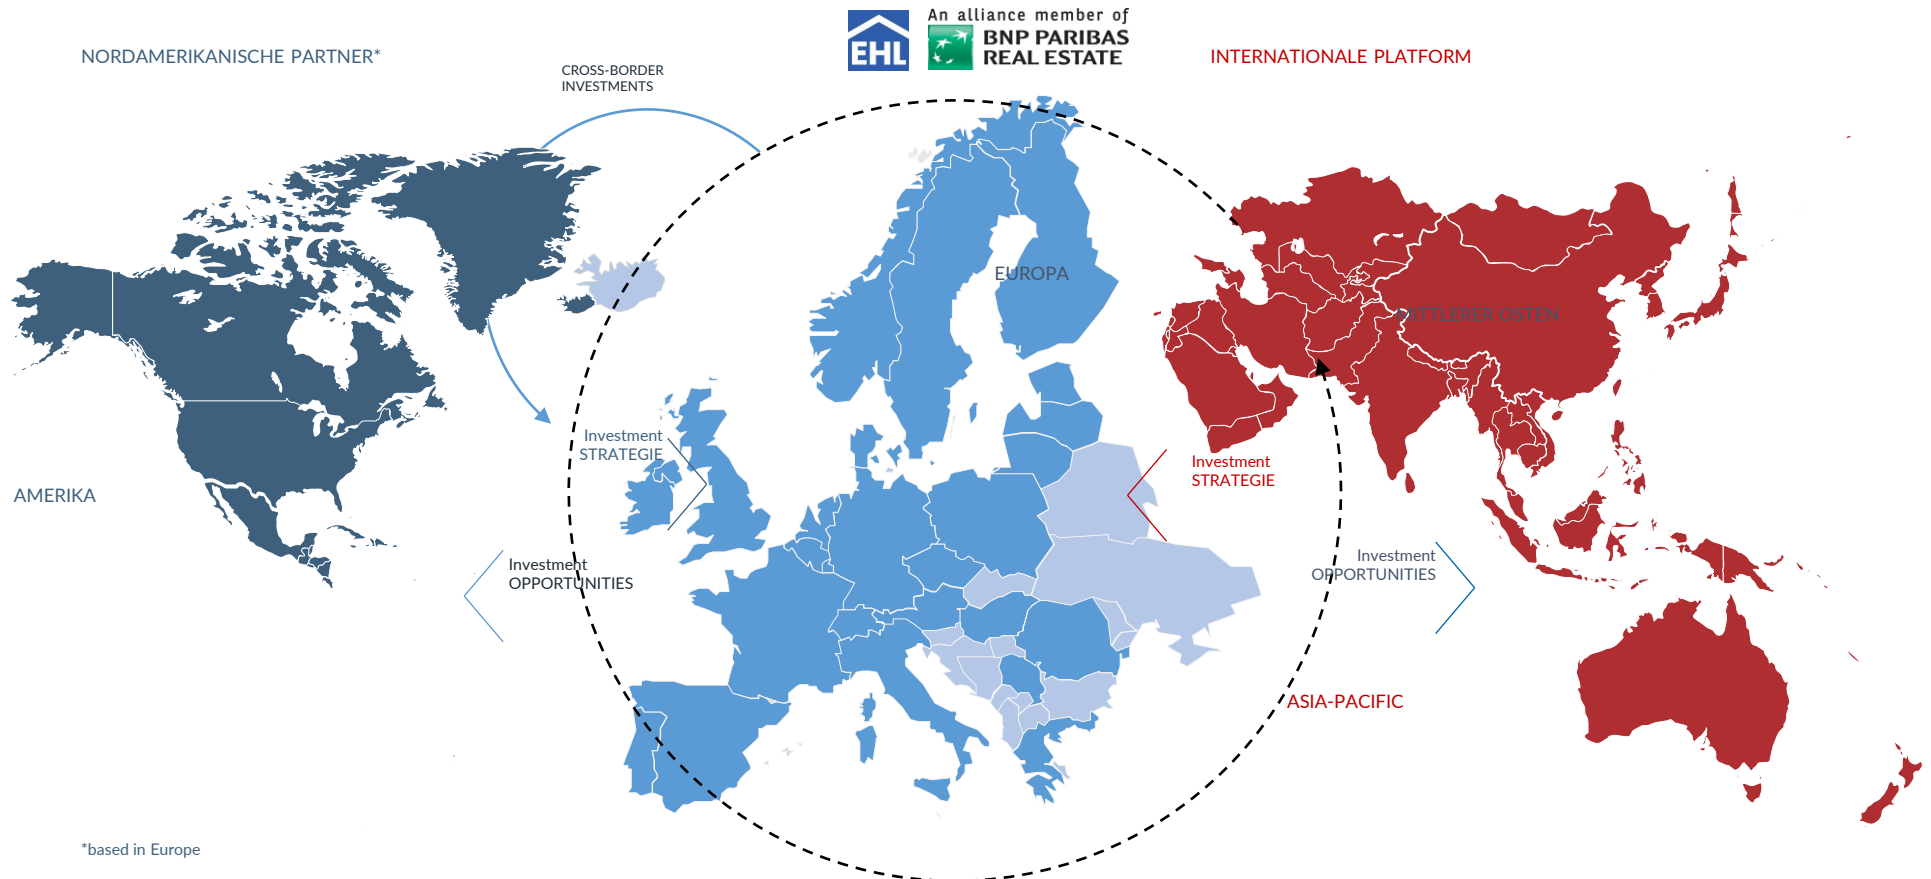 An alliance member of
EHL
BNP PARIBAS
REAL ESTATE
NORDAMERIKANISCHE PARTNER*
INTERNATIONALE PLATFORM
CROSS-BORDER
INVESTMENTS
EUROPA
MITTLERER OSTEN
Investment
STRATEGIE
Investment
STRATEGIE
AMERIKA
Investment
OPPORTUNITIES
Investment
OPPORTUNITIES
ASIA-PACIFIC
*based in Europe